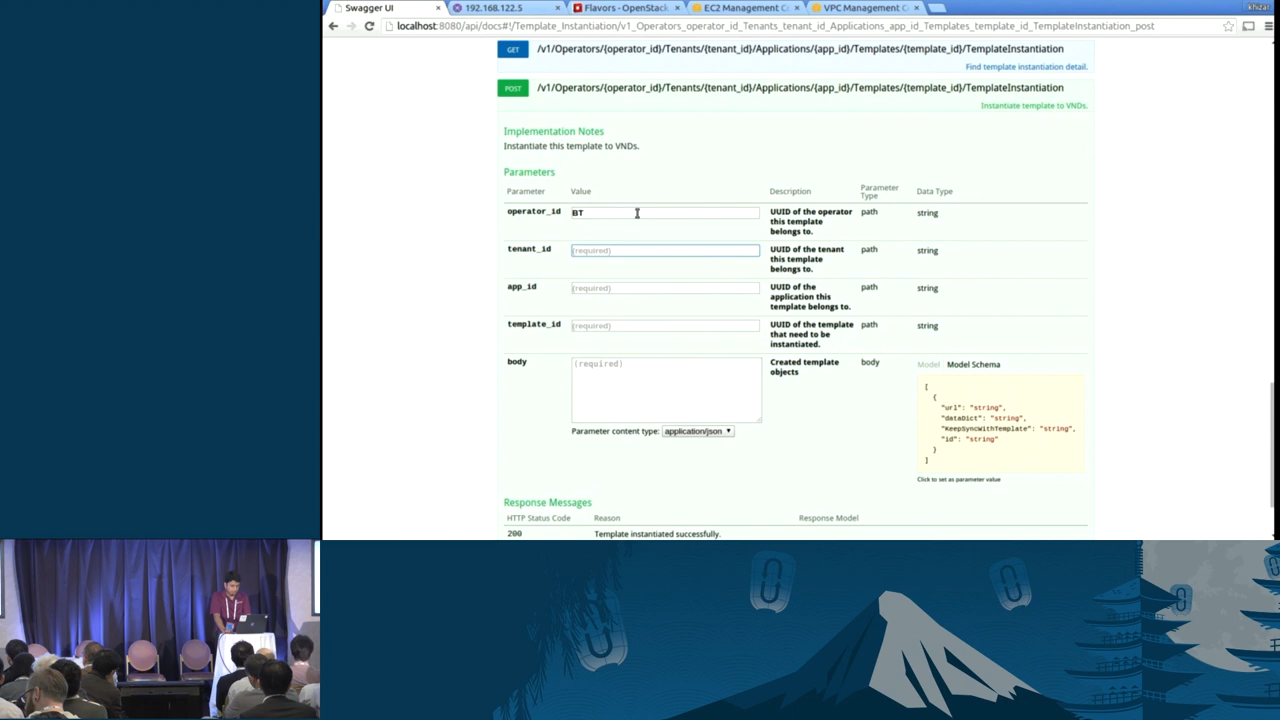 Swagger UI
192.168.122.5
Flavors - OpenStack
EC2 Management C
VPC Management C
khizar
localhost:8080/api/docs#!/Template_Instantiation/v1_Operators_operator_id_Tenants_tenant_id_Applications_app_id_Templates_template_id_TemplateInstantiation_post
GET /v1/Operators/{operator_id}/Tenants/{tenant_id}/Applications/{app_id}/Templates/{template_id}/TemplateInstantiation
Find template instantiation detail.
POST /v1/Operators/{operator_id}/Tenants/{tenant_id}/Applications/{app_id}/Templates/{template_id}/TemplateInstantiation
Instantiate template to VNDs.
Implementation Notes
Instantiate this template to VNDs.
Parameters
Parameter Value Description Parameter Type Data Type
operator_id BT UUID of the operator this template belongs to. path string
tenant_id (required) UUID of the tenant this template belongs to. path string
app_id (required) UUID of the application this template belongs to. path string
template_id (required) UUID of the template that need to be instantiated. path string
body (required) Created template objects body Model Model Schema
[
{
"url": "string",
"dataDict": "string",
"KeepSyncWithTemplate": "string",
"id": "string"
}
]
Parameter content type: application/json
Click to set as parameter value
Response Messages
HTTP Status Code Reason Response Model
200 Template instantiated successfully.